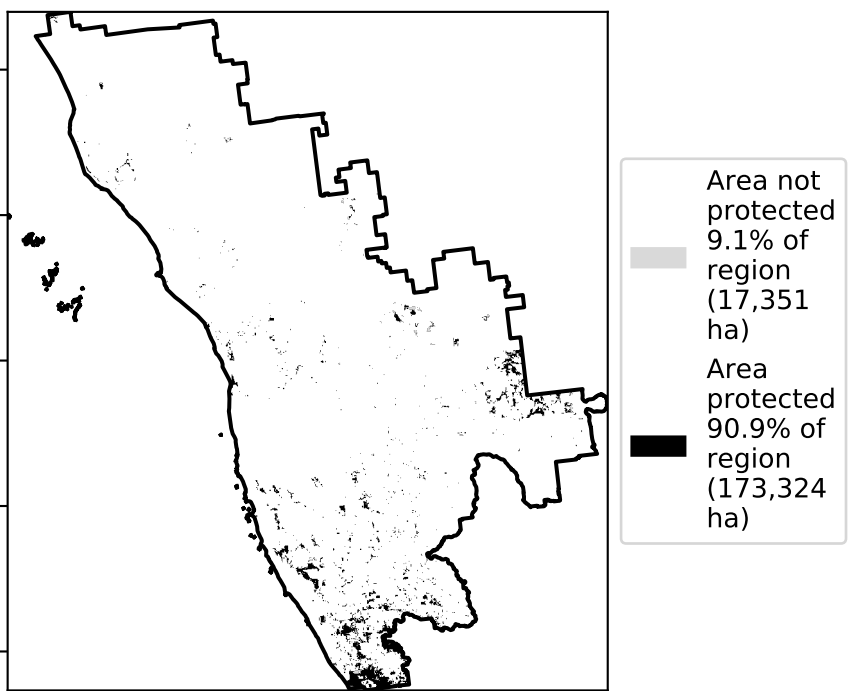 Area not
protected
9.1% of
region
(17,351
ha)
Area
protected
90.9% of
region
(173,324
ha)